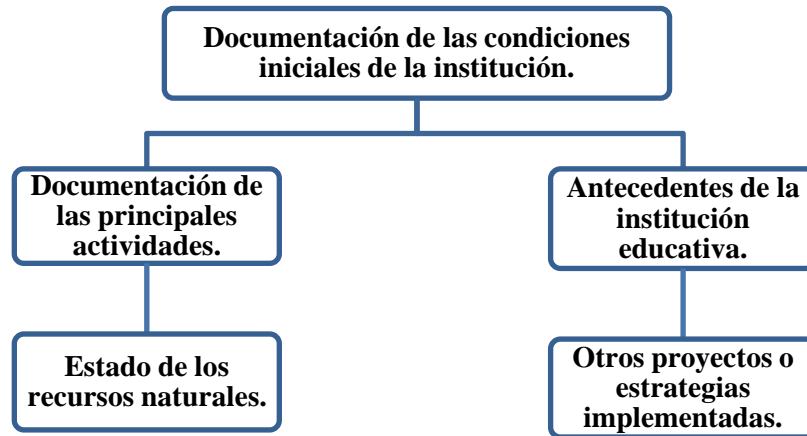 Documentación de las condiciones
iniciales de la institución.
Documentación de
las principales
actividades.
Antecedentes de la
institución
educativa.
Estado de los
recursos naturales.
Otros proyectos o
estrategias
implementadas.